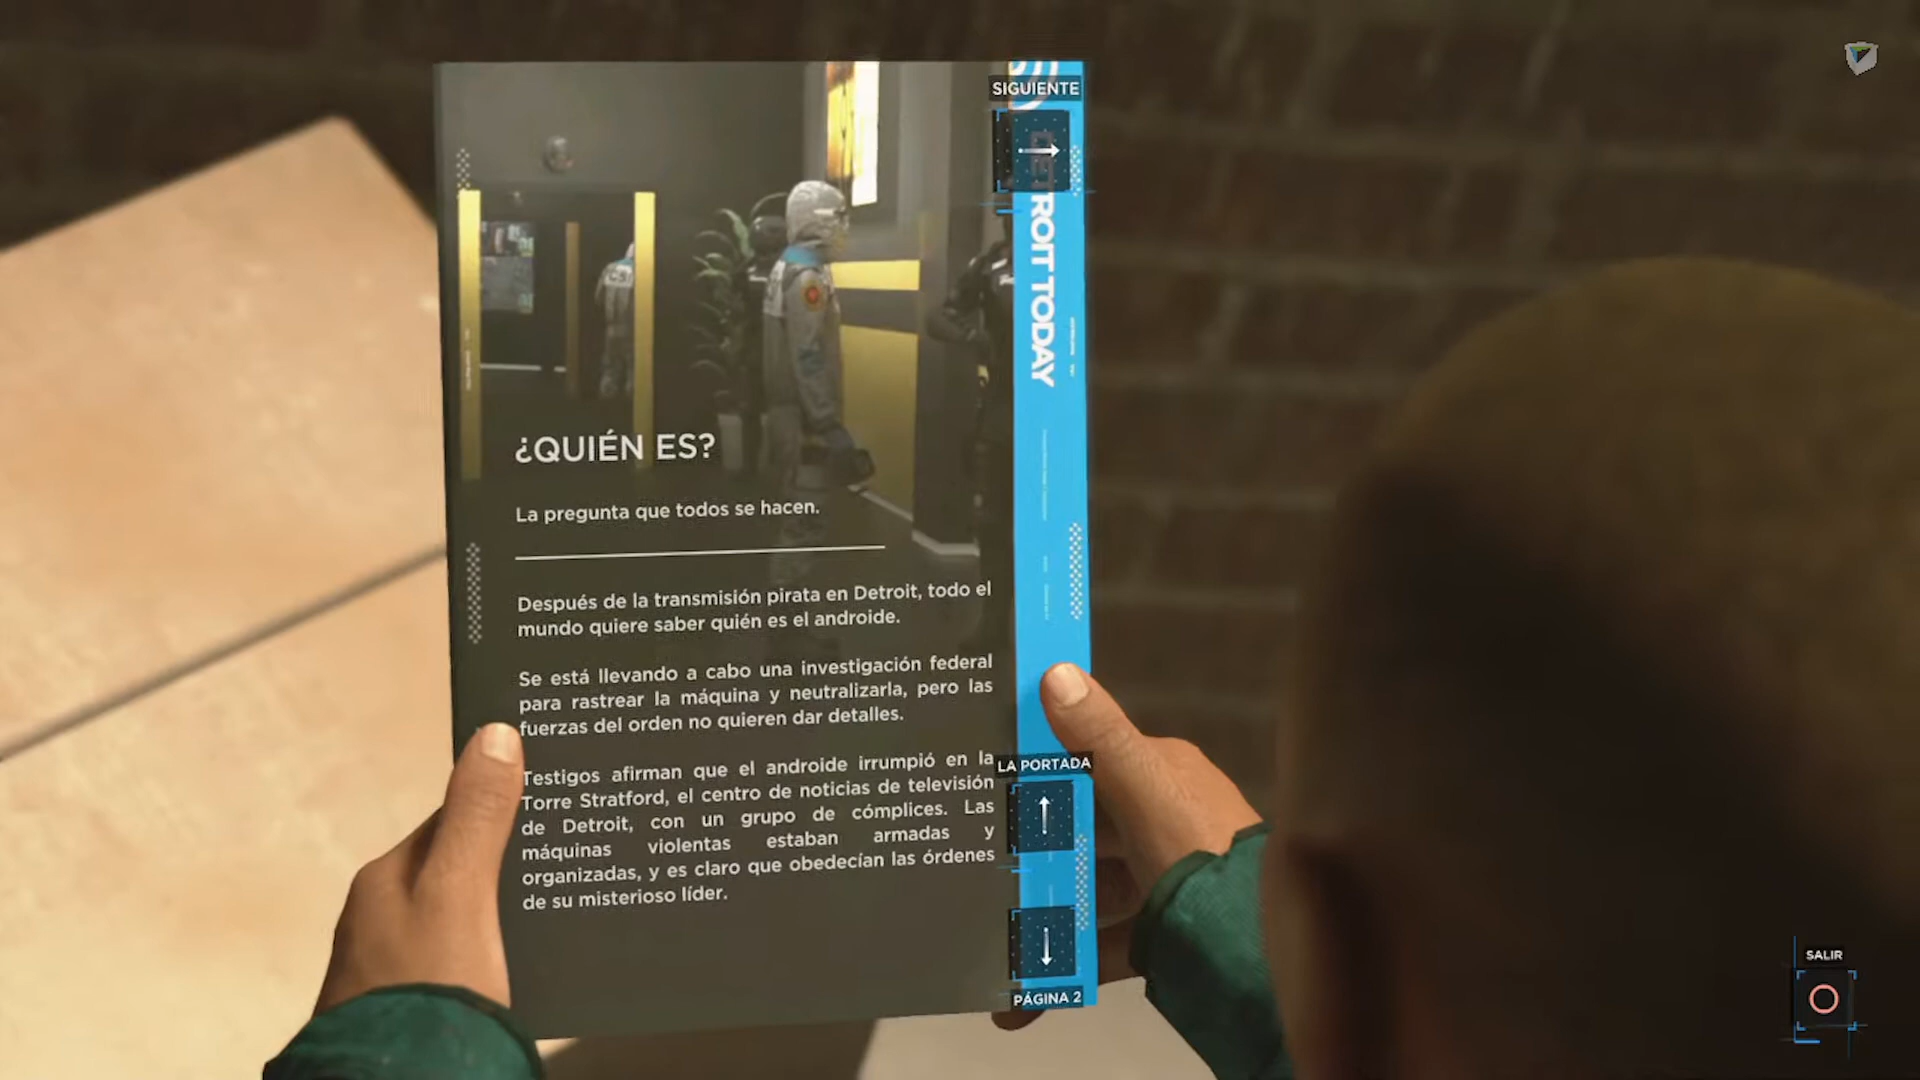 SIGUIENTE
ROIT TODAY
CS
¿QUIÉN ES?
La pregunta que todos se hacen.
Después de la transmisión pirata en Detroit, todo el
mundo quiere saber quién es el androide.
Se está llevando a cabo una investigación federal
para rastrear la máquina y neutralizarla, pero las
fuerzas del orden no quieren dar detalles.
Testigos afirman que el androide irrumpió en la
Torre Stratford, el centro de noticias de televisión
de Detroit, con un grupo de cómplices. Las
máquinas violentas estaban armadas y
organizadas, y es claro que obedecían las órdenes
de su misterioso líder.
LA PORTADA
PÁGINA 2
SALIR